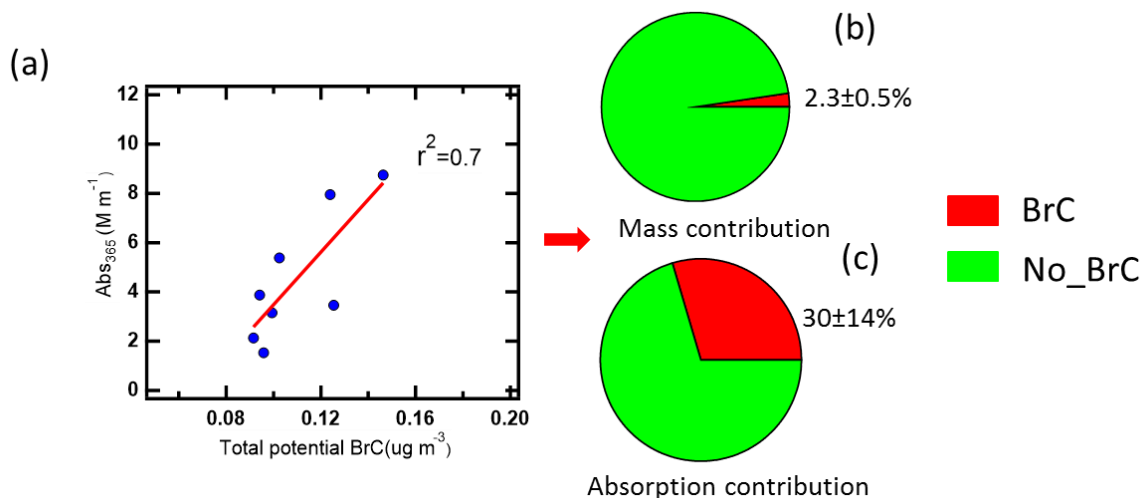 (a)
12
10
8
6
4
2
0
Abs365 (M m-1)
r2=0.7
0.08 0.12 0.16 0.20
Total potential BrC(ug m-3)
(b)
2.3±0.5%
Mass contribution
(c)
30±14%
Absorption contribution
BrC
No_BrC